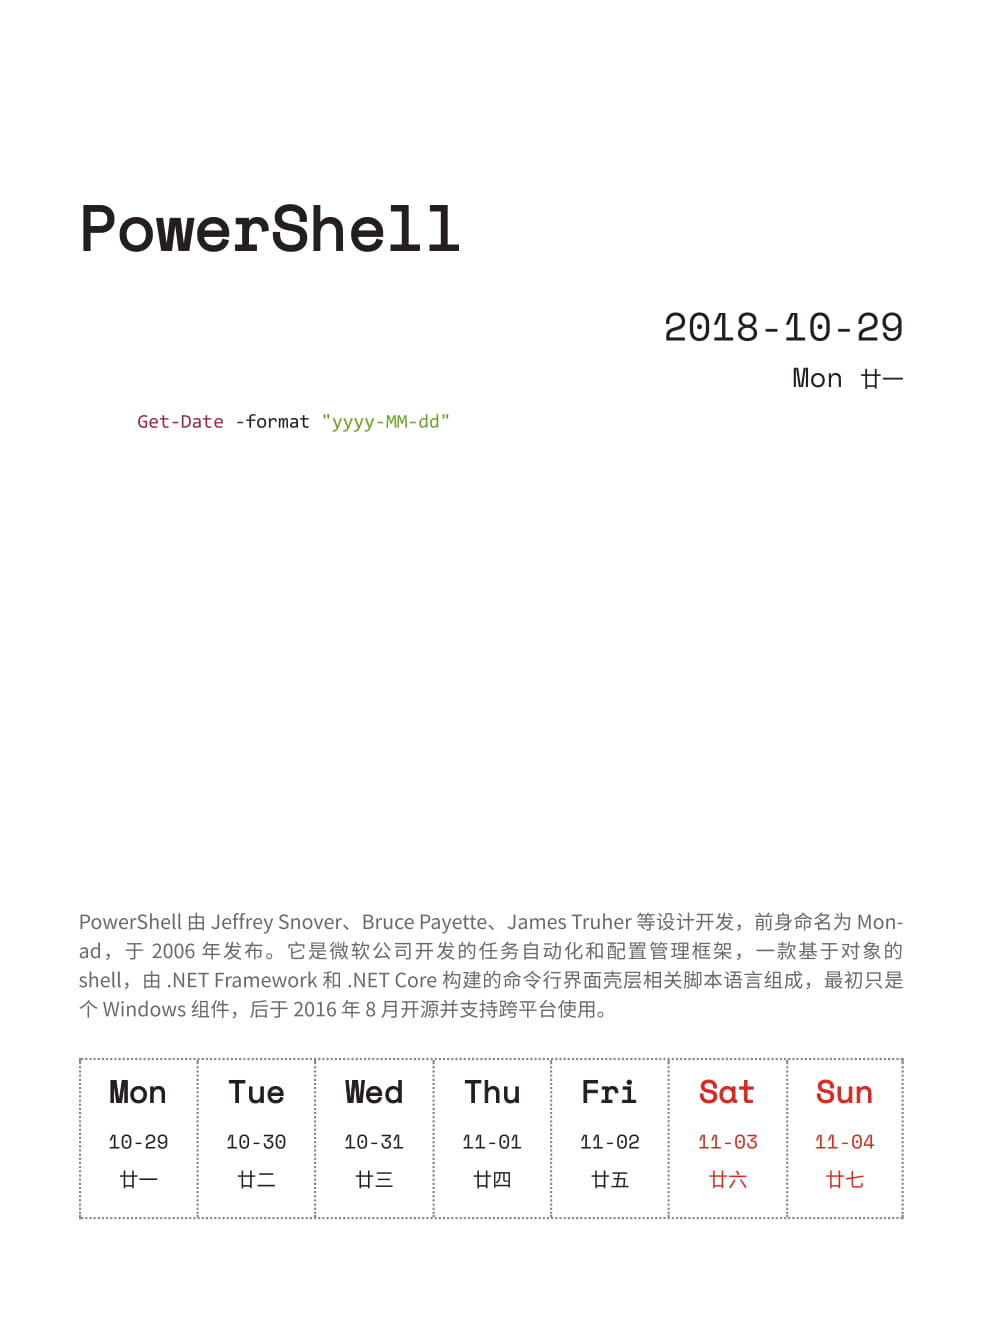 PowerShell
2018-10-29
Mon 廿一
Get-Date -format "yyyy-MM-dd"
PowerShell 由 Jeffrey Snover、Bruce Payette、James Truher 等设计开发，前身命名为 Mon-
ad，于 2006 年发布。它是微软公司开发的任务自动化和配置管理框架，一款基于对象的
shell，由 .NET Framework 和 .NET Core 构建的命令行界面壳层相关脚本语言组成，最初只是
个 Windows 组件，后于 2016 年 8 月开源并支持跨平台使用。
Mon Tue Wed Thu Fri Sat Sun
10-29 10-30 10-31 11-01 11-02 11-03 11-04
廿一 廿二 廿三 廿四 廿五 廿六 廿七